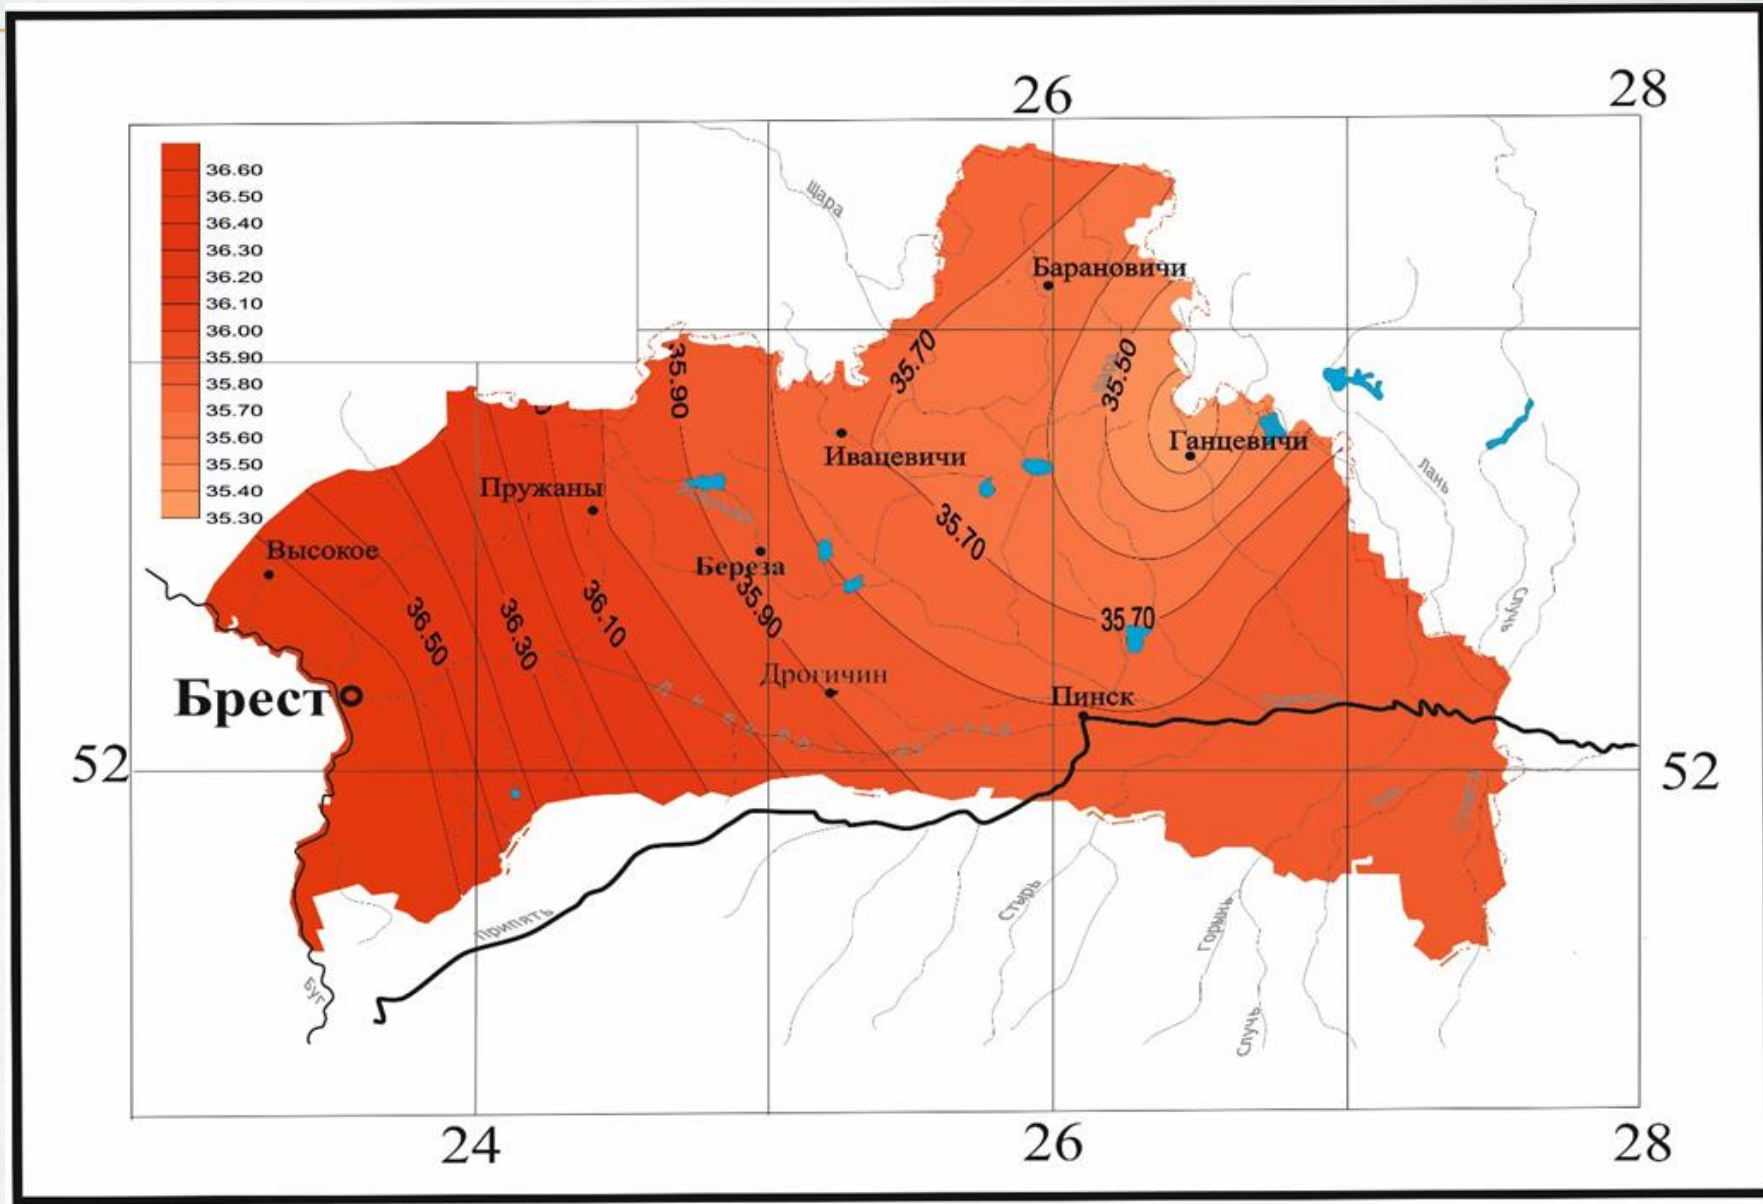 26
28
36.60
36.50
36.40
36.30
36.20
36.10
36.00
35.90
35.80
35.70
35.60
35.50
35.40
35.30
Щара
Барановичи
35.90
35.70
35.50
Ивацевичи
Ганцевичи
Пружаны
Лань
35.70
Высокое
Береза
36.50
36.30
36.10
35.90
35.70
Случь
Дрогичин
Брест
Пинск
52
52
Припять
Стырь
Горынь
Буг
Случь
24
26
28